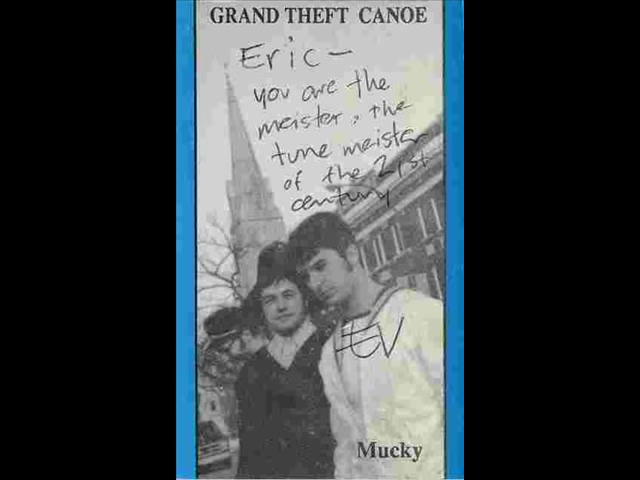 GRAND THEFT CANOE
Eric –
you are the
meister, the
tune meister
of the 21st
century
Mucky